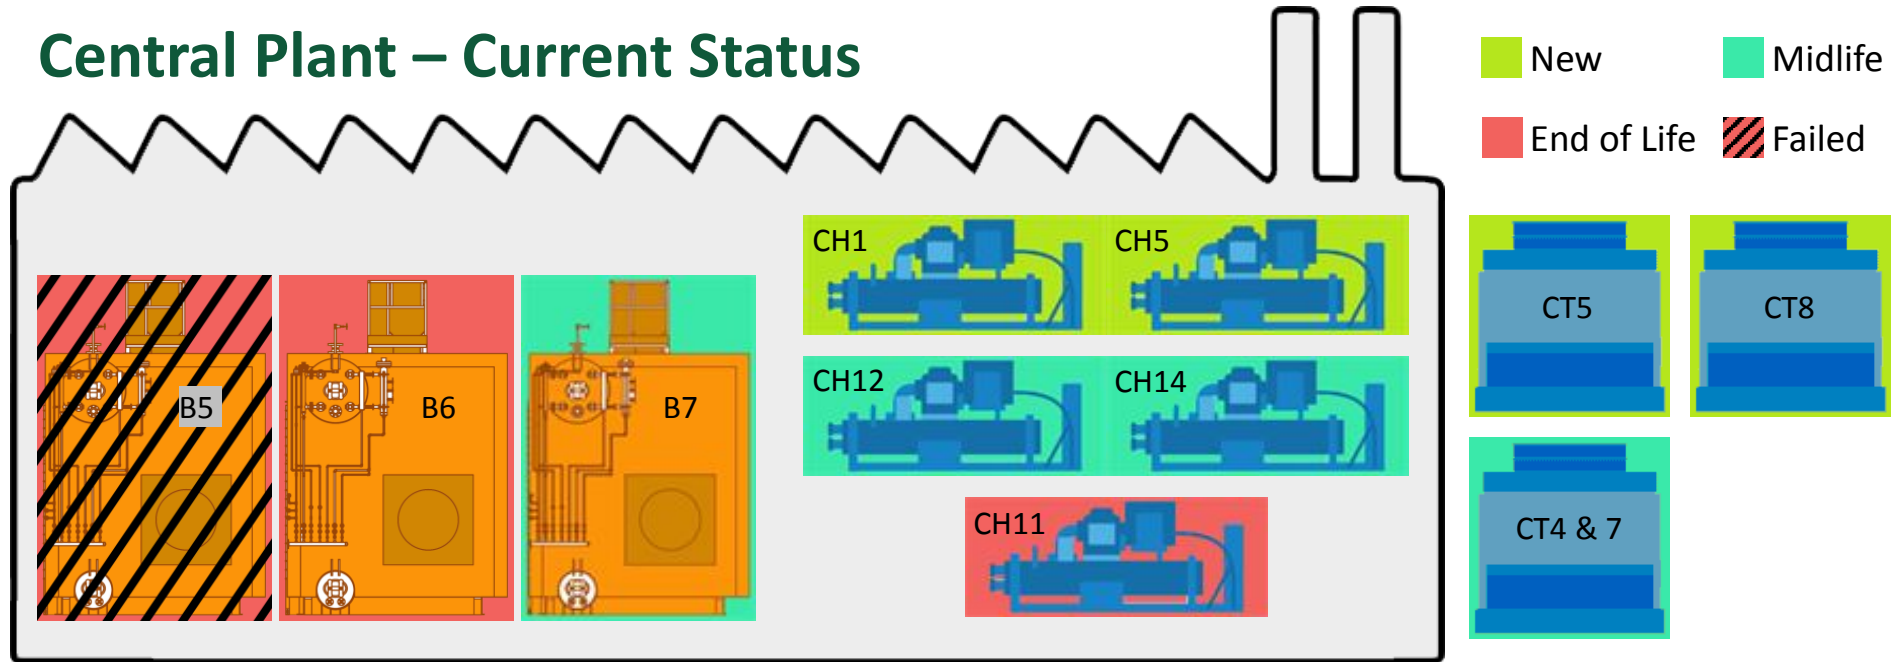 Central Plant – Current Status
New
Midlife
End of Life
Failed
CH1
CH5
CT5
CT8
CH12
CH14
B5
B6
B7
CH11
CT4 & 7